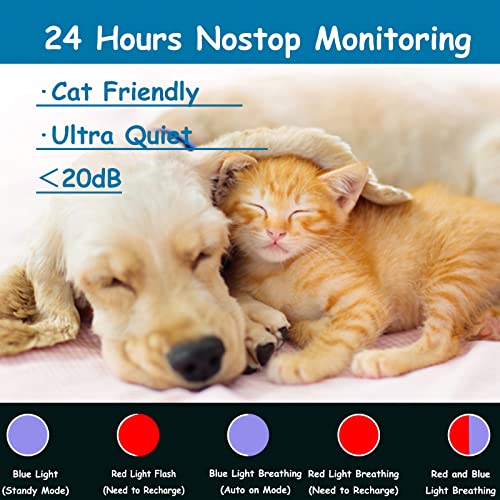 24 Hours Nostop Monitoring
·Cat Friendly
·Ultra Quiet
<20dB
Blue Light
(Standy Mode)
Red Light Flash
(Need to Recharge)
Blue Light Breathing
(Auto on Mode)
Red Light Breathing
(Need to Recharge)
Red and Blue
Light Breathing